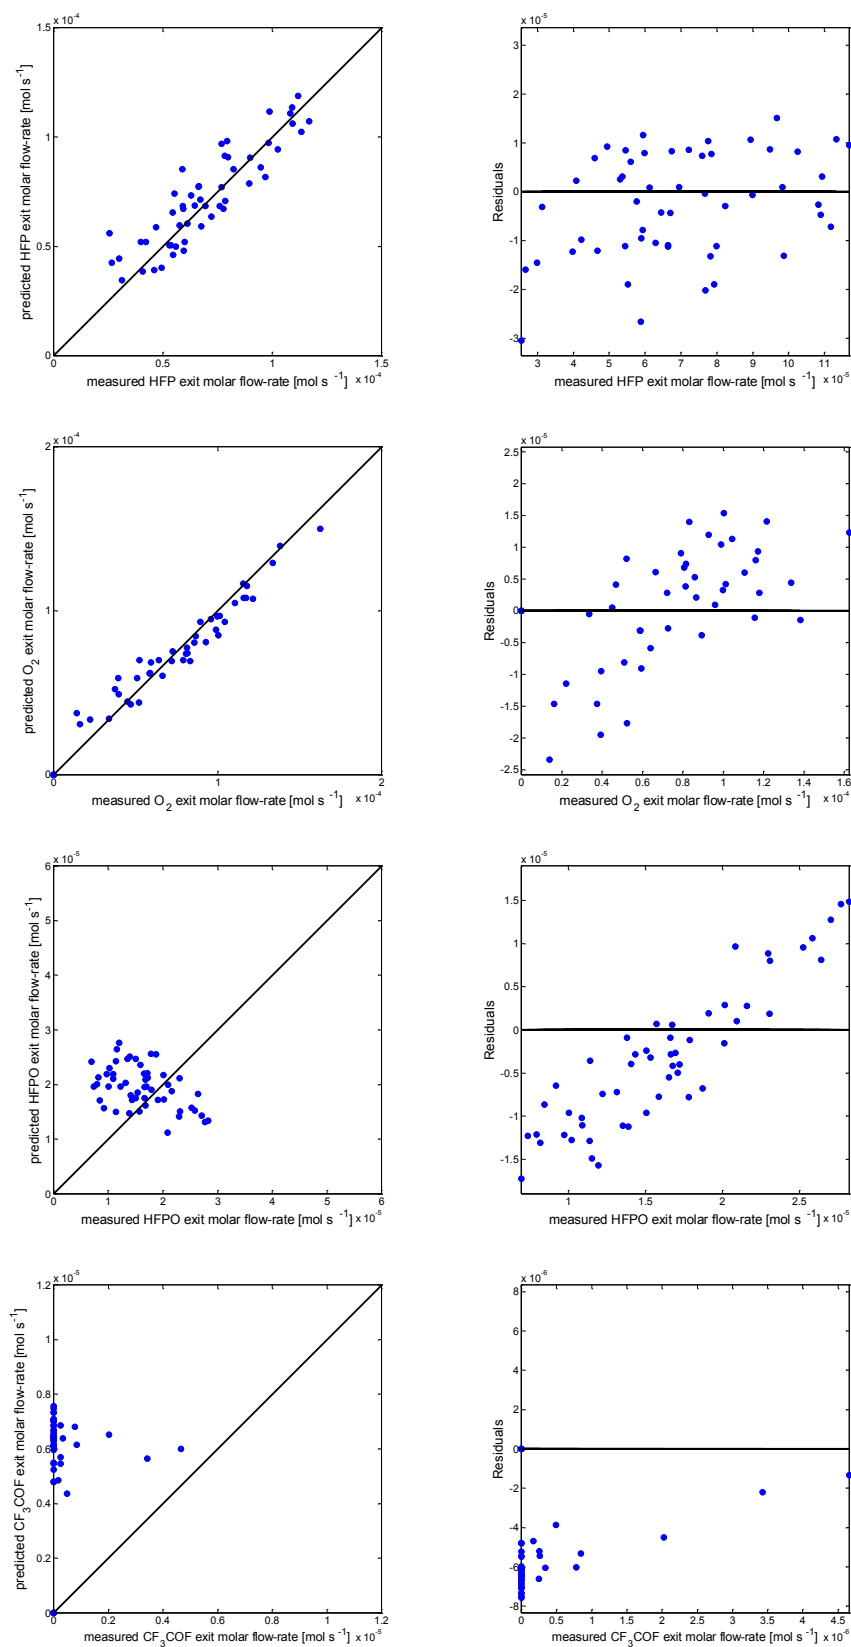 x 10^-4
1.5
1
0.5
0
predicted HFP exit molar flow-rate [mol s^-1]
0 0.5 1 1.5
measured HFP exit molar flow-rate [mol s^-1] x 10^-4
x 10^-5
3
2
1
0
-1
-2
-3
Residuals
3 4 5 6 7 8 9 10 11
measured HFP exit molar flow-rate [mol s^-1] x 10^-5
x 10^-4
2
1
0
predicted O2 exit molar flow-rate [mol s^-1]
0 1 2
measured O2 exit molar flow-rate [mol s^-1] x 10^-4
x 10^-5
2.5
2
1.5
1
0.5
0
-0.5
-1
-1.5
-2
-2.5
Residuals
0 0.2 0.4 0.6 0.8 1 1.2 1.4 1.6
measured O2 exit molar flow-rate [mol s^-1] x 10^-4
x 10^-5
6
5
4
3
2
1
0
predicted HFPO exit molar flow-rate [mol s^-1]
0 2 4 6
measured HFPO exit molar flow-rate [mol s^-1] x 10^-5
x 10^-5
1.5
1
0.5
0
-0.5
-1
-1.5
Residuals
1 1.5 2 2.5
measured HFPO exit molar flow-rate [mol s^-1] x 10^-5
x 10^-5
1.2
1
0.8
0.6
0.4
0.2
0
predicted CF3COF exit molar flow-rate [mol s^-1]
0 0.2 0.4 0.6 0.8 1 1.2
measured CF3COF exit molar flow-rate [mol s^-1] x 10^-5
x 10^-6
8
6
4
2
0
-2
-4
-6
-8
Residuals
0 0.5 1 1.5 2 2.5 3 3.5 4 4.5
measured CF3COF exit molar flow-rate [mol s^-1] x 10^-6